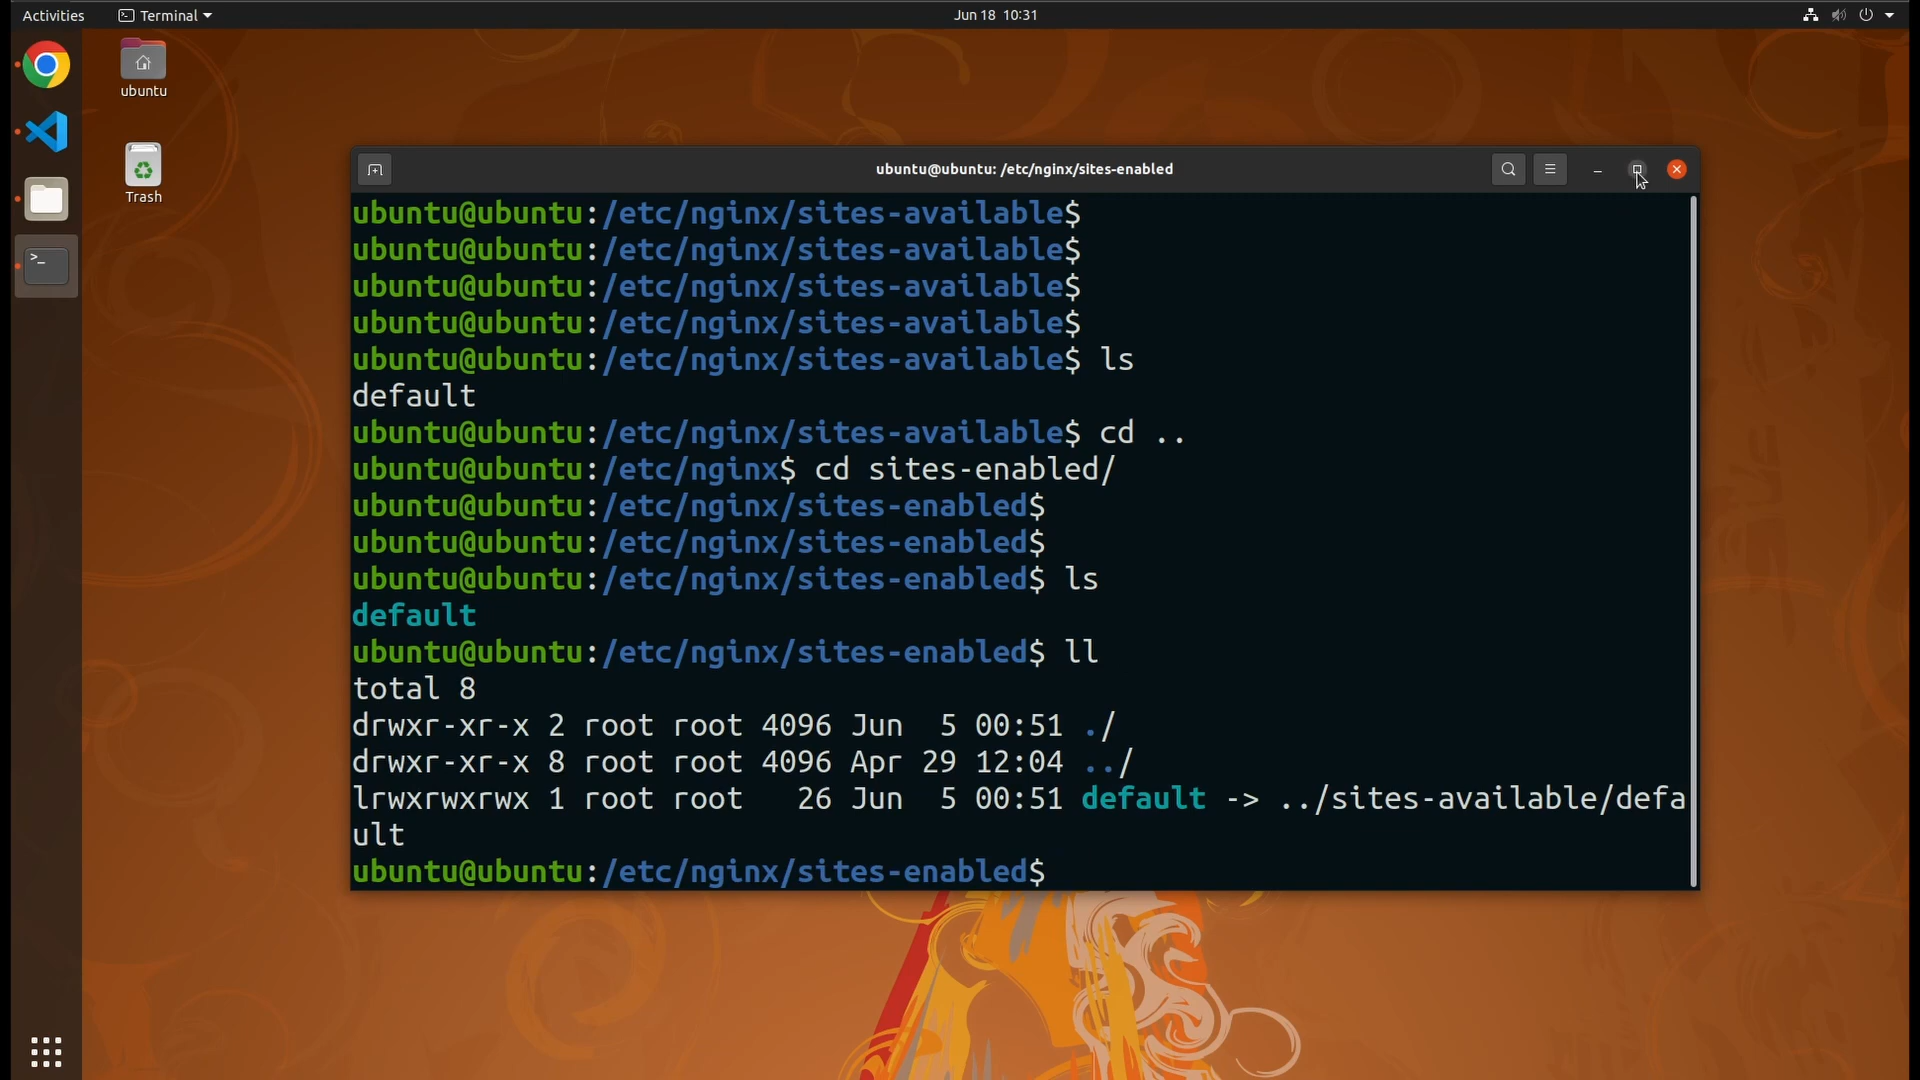 Activities
Terminal
Jun 18 10:31
ubuntu
Trash
ubuntu@ubuntu: /etc/nginx/sites-enabled
ubuntu@ubuntu:/etc/nginx/sites-available$
ubuntu@ubuntu:/etc/nginx/sites-available$
ubuntu@ubuntu:/etc/nginx/sites-available$
ubuntu@ubuntu:/etc/nginx/sites-available$
ubuntu@ubuntu:/etc/nginx/sites-available$ ls
default
ubuntu@ubuntu:/etc/nginx/sites-available$ cd ..
ubuntu@ubuntu:/etc/nginx$ cd sites-enabled/
ubuntu@ubuntu:/etc/nginx/sites-enabled$
ubuntu@ubuntu:/etc/nginx/sites-enabled$
ubuntu@ubuntu:/etc/nginx/sites-enabled$ ls
default
ubuntu@ubuntu:/etc/nginx/sites-enabled$ ll
total 8
drwxr-xr-x 2 root root 4096 Jun  5 00:51 ./
drwxr-xr-x 8 root root 4096 Apr 29 12:04 ../
lrwxrwxrwx 1 root root   26 Jun  5 00:51 default -> ../sites-available/defa
ult
ubuntu@ubuntu:/etc/nginx/sites-enabled$